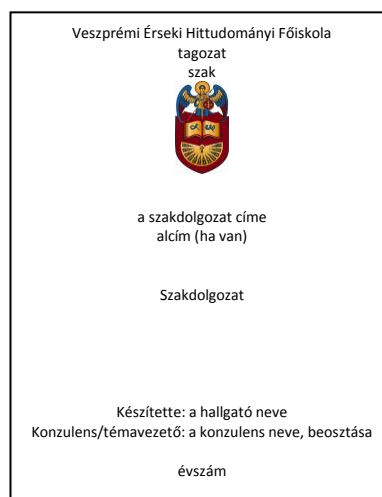 Veszprémi Érseki Hittudományi Főiskola
tagozat
szak
a szakdolgozat címe
alcím (ha van)
Szakdolgozat
Készítette: a hallgató neve
Konzulens/témavezető: a konzulens neve, beosztása
évszám